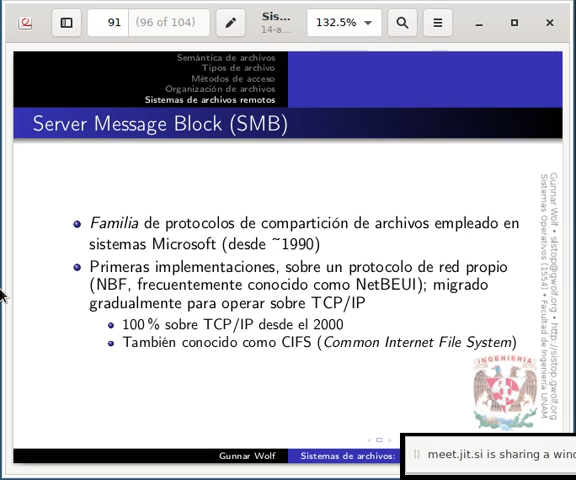 91 (96 of 104)
Sis...
14-a...
132.5%
Semántica de archivos
Tipos de archivo
Métodos de acceso
Organización de archivos
Sistemas de archivos remotos
Server Message Block (SMB)
Familia de protocolos de compartición de archivos empleado en
sistemas Microsoft (desde ~1990)
Primeras implementaciones, sobre un protocolo de red propio
(NBF, frecuentemente conocido como NetBEUI); migrado
gradualmente para operar sobre TCP/IP
100 % sobre TCP/IP desde el 2000
También conocido como CIFS (Common Internet File System)
Gunnar Wolf • sistop@gwolf.org • http://sistop.gwolf.org
Sistemas Operativos (1554) • Facultad de Ingeniería UNAM
INGENIERIA
Gunnar Wolf
Sistemas de archivos:
meet.jit.si is sharing a wind